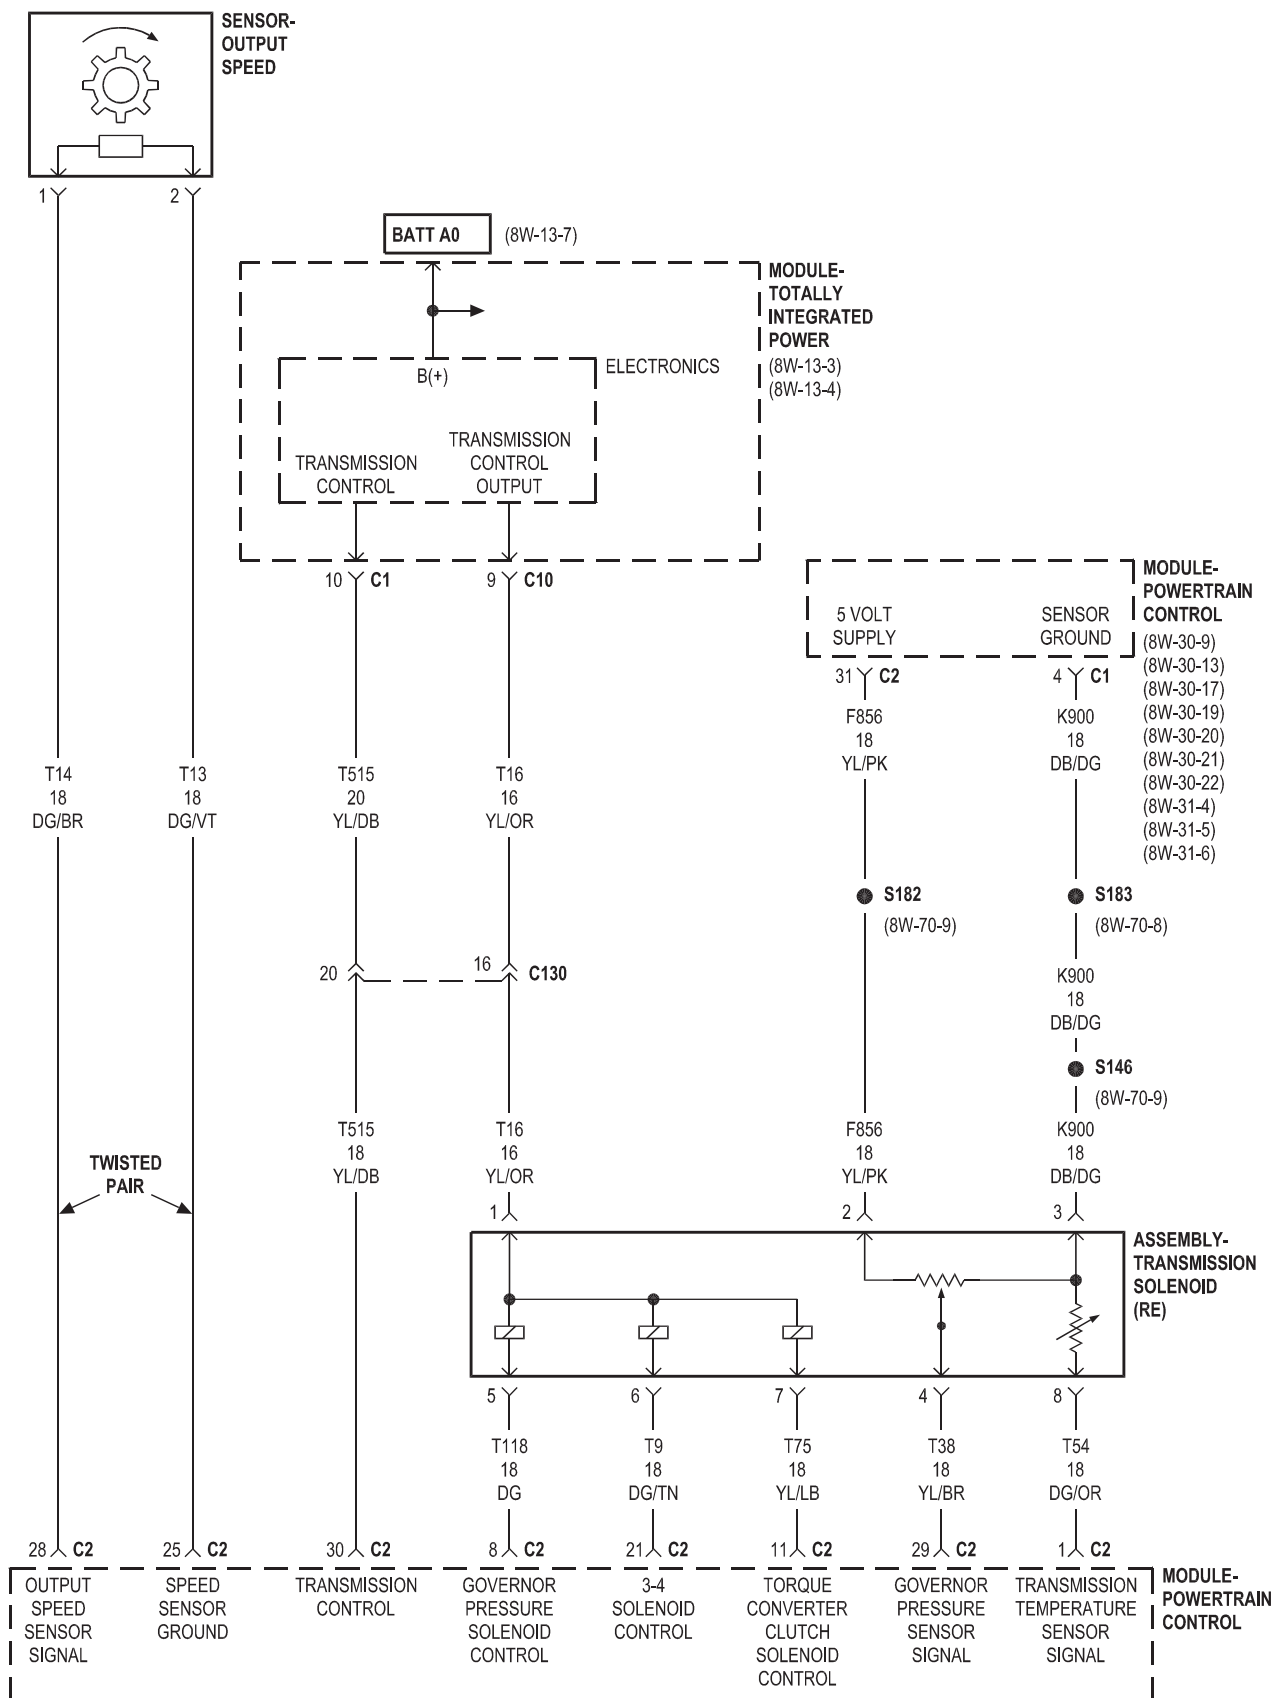 SENSOR-
OUTPUT
SPEED
1
2
BATT A0 (8W-13-7)
MODULE-
TOTALLY
INTEGRATED
POWER
(8W-13-3)
(8W-13-4)
ELECTRONICS
B(+)
TRANSMISSION
CONTROL
TRANSMISSION
CONTROL
OUTPUT
10 C1
9 C10
MODULE-
POWERTRAIN
CONTROL
(8W-30-9)
(8W-30-13)
(8W-30-17)
(8W-30-19)
(8W-30-20)
(8W-30-21)
(8W-30-22)
(8W-31-4)
(8W-31-5)
(8W-31-6)
5 VOLT
SUPPLY
SENSOR
GROUND
31 C2
4 C1
F856
18
YL/PK
K900
18
DB/DG
T14
18
DG/BR
T13
18
DG/VT
T515
20
YL/DB
T16
16
YL/OR
S182
(8W-70-9)
S183
(8W-70-8)
20
16
C130
K900
18
DB/DG
S146
(8W-70-9)
T515
18
YL/DB
T16
16
YL/OR
F856
18
YL/PK
K900
18
DB/DG
TWISTED
PAIR
1
2
3
ASSEMBLY-
TRANSMISSION
SOLENOID
(RE)
5
6
7
4
8
T118
18
DG
T9
18
DG/TN
T75
18
YL/LB
T38
18
YL/BR
T54
18
DG/OR
28 C2
25 C2
30 C2
8 C2
21 C2
11 C2
29 C2
1 C2
OUTPUT
SPEED
SENSOR
SIGNAL
SPEED
SENSOR
GROUND
TRANSMISSION
CONTROL
GOVERNOR
PRESSURE
SOLENOID
CONTROL
3-4
SOLENOID
CONTROL
TORQUE
CONVERTER
CLUTCH
SOLENOID
CONTROL
GOVERNOR
PRESSURE
SENSOR
SIGNAL
TRANSMISSION
TEMPERATURE
SENSOR
SIGNAL
MODULE-
POWERTRAIN
CONTROL